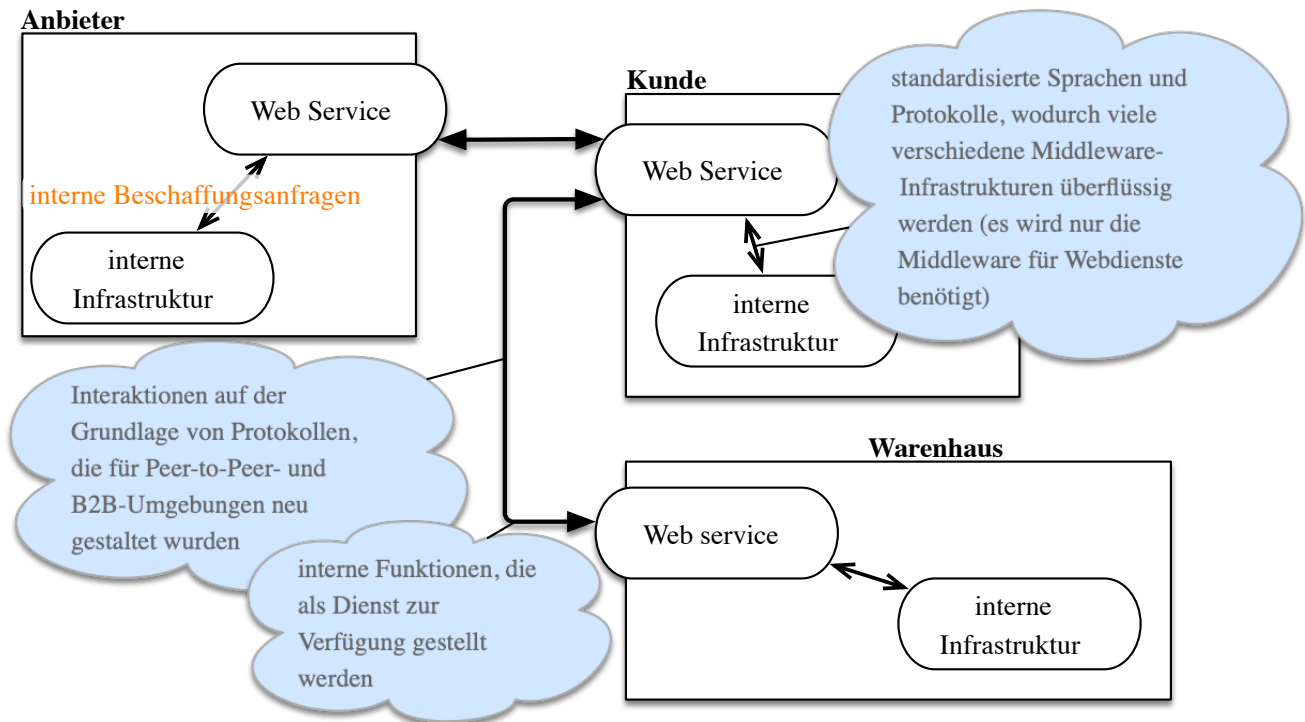 Anbieter
Web Service
interne Beschaffungsanfragen
interne
Infrastruktur
Kunde
Web Service
interne
Infrastruktur
standardisierte Sprachen und
Protokolle, wodurch viele
verschiedene Middleware-
Infrastrukturen überflüssig
werden (es wird nur die
Middleware für Webdienste
benötigt)
Interaktionen auf der
Grundlage von Protokollen,
die für Peer-to-Peer- und
B2B-Umgebungen neu
gestaltet wurden
interne Funktionen, die
als Dienst zur
Verfügung gestellt
werden
Warenhaus
Web service
interne
Infrastruktur